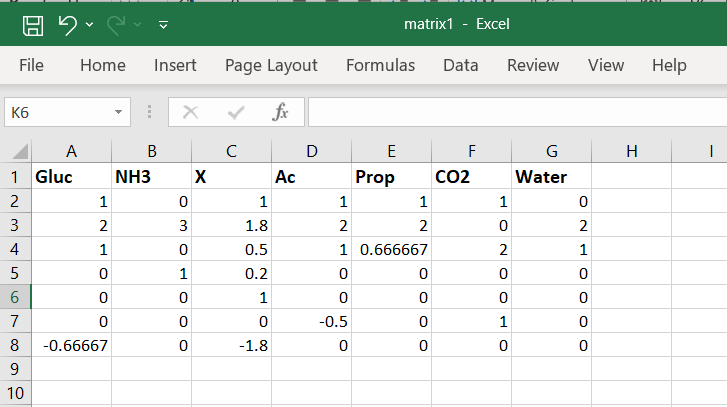 matrix1 - Excel
File Home Insert Page Layout Formulas Data Review View Help
K6 fx
A B C D E F G H I
1 Gluc NH3 X Ac Prop CO2 Water
2 1 0 1 1 1 1 0
3 2 3 1.8 2 2 0 2
4 1 0 0.5 1 0.666667 2 1
5 0 1 0.2 0 0 0 0
6 0 0 1 0 0 0 0
7 0 0 0 -0.5 0 1 0
8 -0.66667 0 -1.8 0 0 0 0
9
10